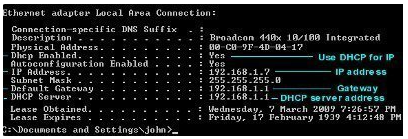 Ethernet adapter Local Area Connection:
Connection-specific DNS Suffix . :
Description . . . . . . . . . . . : Broadcom 440x 10/100 Integrated
Physical Address. . . . . . . . . : 00-C0-9F-4D-04-17
Dhcp Enabled. . . . . . . . . . . : Yes Use DHCP for IP
Autoconfiguration Enabled . . . . : Yes
IP Address. . . . . . . . . . . . : 192.168.1.7 IP address
Subnet Mask . . . . . . . . . . . : 255.255.255.0
Default Gateway . . . . . . . . . : 192.168.1.1 Gateway
DHCP Server . . . . . . . . . . . : 192.168.1.1 DHCP server address
Lease Obtained. . . . . . . . . . : Wednesday, 7 March 2009 7:26:57 PM
Lease Expires . . . . . . . . . . : Friday, 17 February 1939 4:12:48 PM
C:\Documents and Settings\john>_